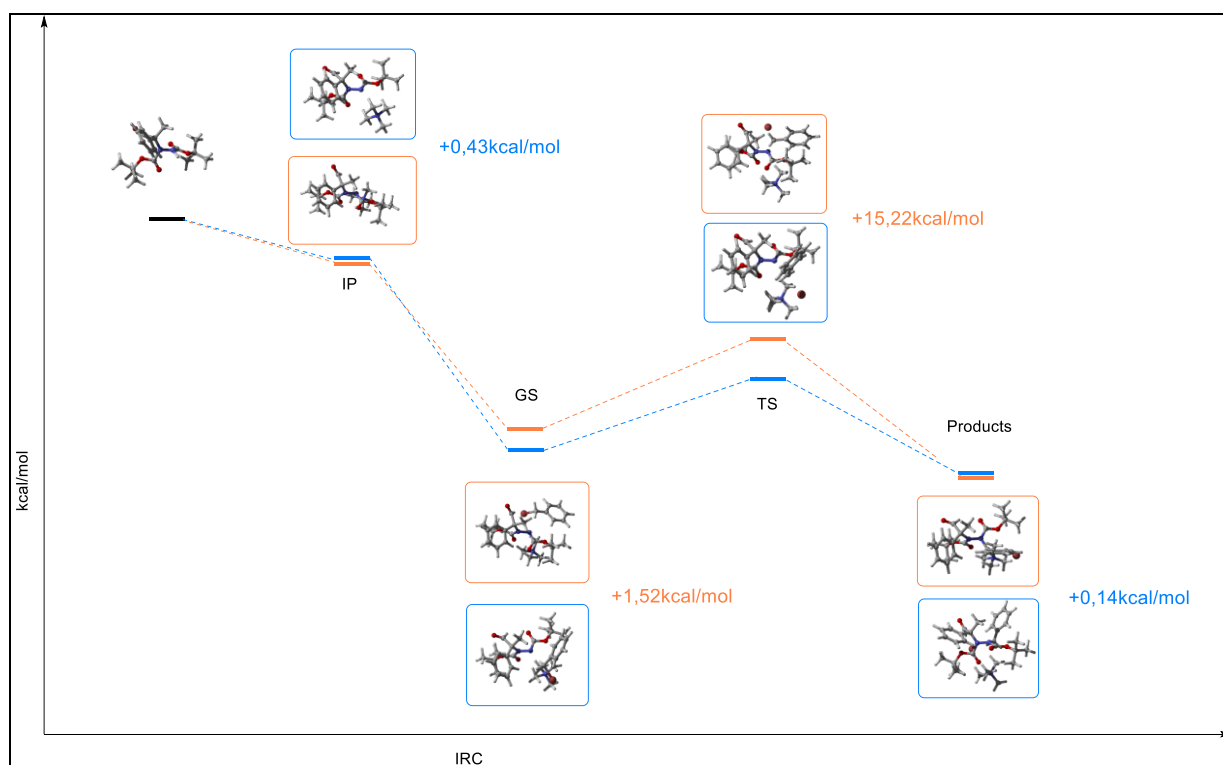 +0,43kcal/mol
+15,22kcal/mol
IP
GS
TS
Products
+1,52kcal/mol
+0,14kcal/mol
kcal/mol
IRC